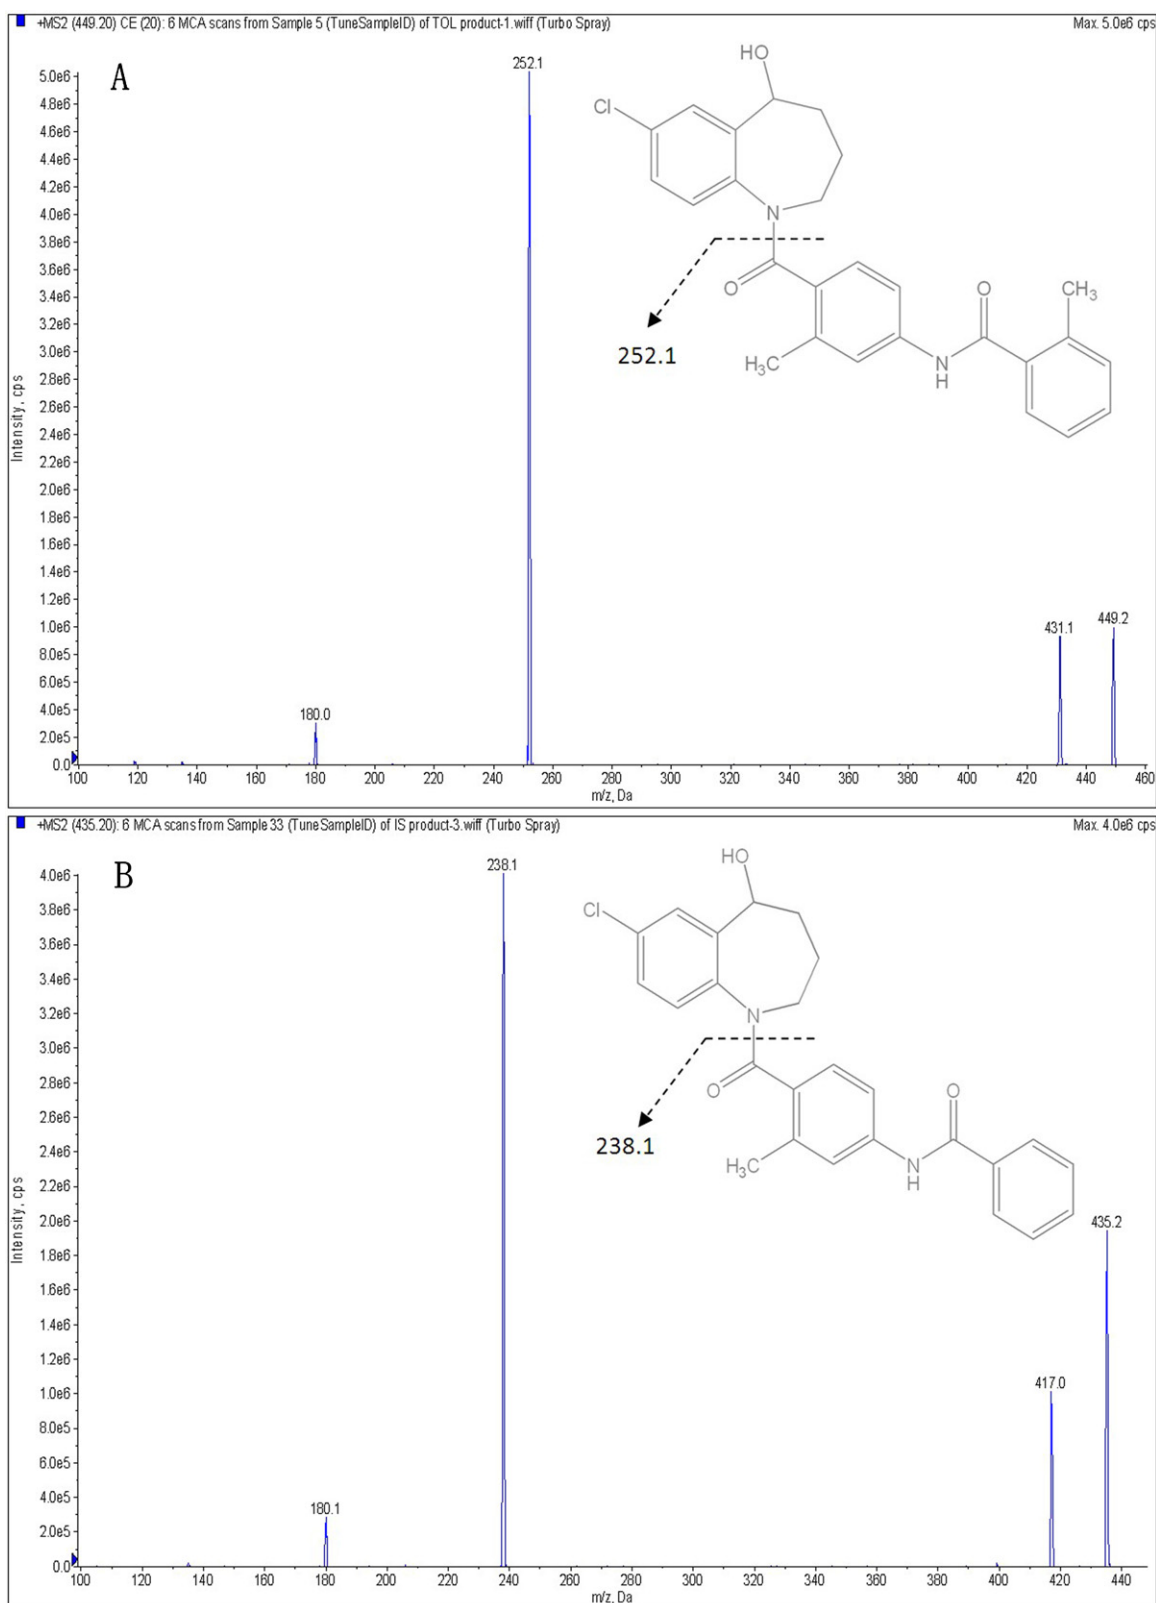 +MS2 (449.20) CE (20): 6 MCA scans from Sample 5 (TuneSampleID) of TOL product-1.wiff (Turbo Spray) Max. 5.0e6 cps
A
5.0e6
4.8e6
4.6e6
4.4e6
4.2e6
4.0e6
3.8e6
3.6e6
3.4e6
3.2e6
3.0e6
2.8e6
2.6e6
2.4e6
2.2e6
2.0e6
1.8e6
1.6e6
1.4e6
1.2e6
1.0e6
8.0e5
6.0e5
4.0e5
2.0e5
0.0
Intensity, cps
252.1
180.0
431.1
449.2
HO
Cl
N
O
H₃C
N
H
O
CH₃
252.1
100 120 140 160 180 200 220 240 260 280 300 320 340 360 380 400 420 440 460
m/z, Da
+MS2 (435.20): 6 MCA scans from Sample 33 (TuneSampleID) of IS product-3.wiff (Turbo Spray) Max. 4.0e6 cps
B
4.0e6
3.8e6
3.6e6
3.4e6
3.2e6
3.0e6
2.8e6
2.6e6
2.4e6
2.2e6
2.0e6
1.8e6
1.6e6
1.4e6
1.2e6
1.0e6
8.0e5
6.0e5
4.0e5
2.0e5
0.0
Intensity, cps
238.1
180.1
417.0
435.2
HO
Cl
N
O
H₃C
N
H
O
238.1
100 120 140 160 180 200 220 240 260 280 300 320 340 360 380 400 420 440
m/z, Da